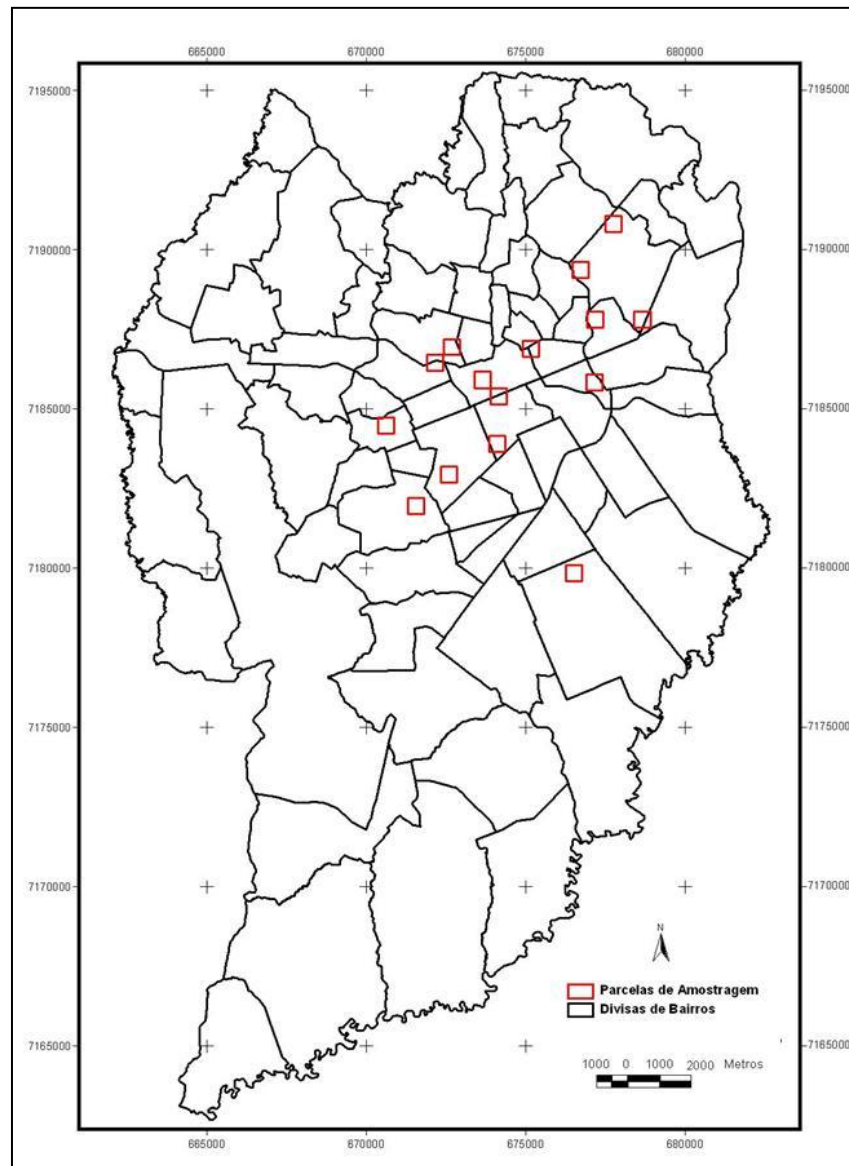 665000 670000 675000 680000
7195000 7195000
7190000 7190000
7185000 7185000
7180000 7180000
7175000 7175000
7170000 7170000
N
Parcelas de Amostragem
Divisas de Bairros
7165000 7165000
1000 0 1000 2000 Metros
665000 670000 675000 680000